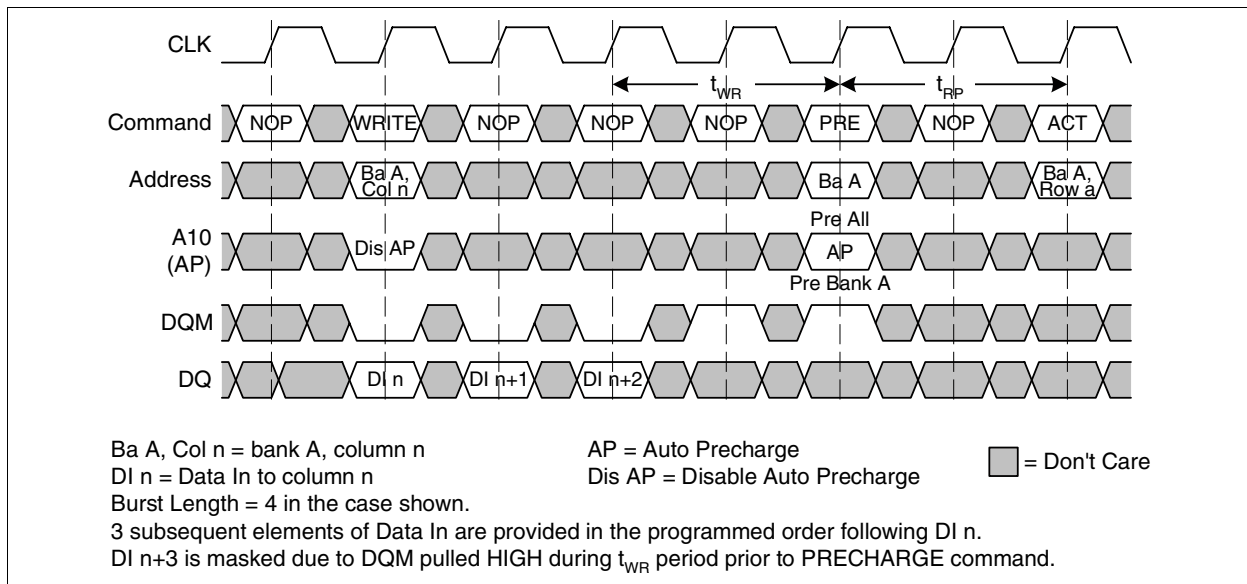 CLK
t_WR t_RP
Command NOP WRITE NOP NOP NOP PRE NOP ACT
Address Ba A, Col n Ba A Ba A, Row a
Pre All
A10 (AP) Dis AP AP
Pre Bank A
DQM
DQ DI n DI n+1 DI n+2
Ba A, Col n = bank A, column n AP = Auto Precharge = Don't Care
DI n = Data In to column n Dis AP = Disable Auto Precharge
Burst Length = 4 in the case shown.
3 subsequent elements of Data In are provided in the programmed order following DI n.
DI n+3 is masked due to DQM pulled HIGH during t_WR period prior to PRECHARGE command.